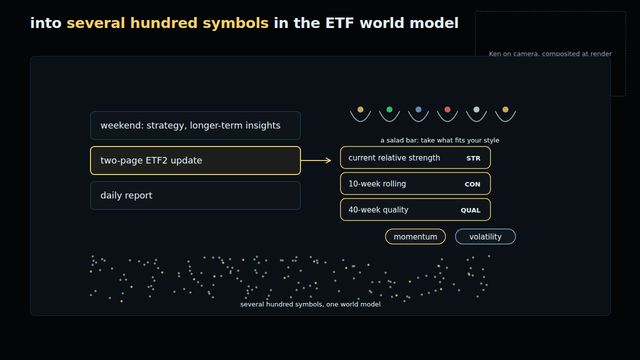 into several hundred symbols in the ETF world model
Ken on camera, composited at render
weekend: strategy, longer-term insights
two-page ETF2 update
daily report
a salad bar: take what fits your style
current relative strength STR
10-week rolling CON
40-week quality QUAL
momentum volatility
several hundred symbols, one world model